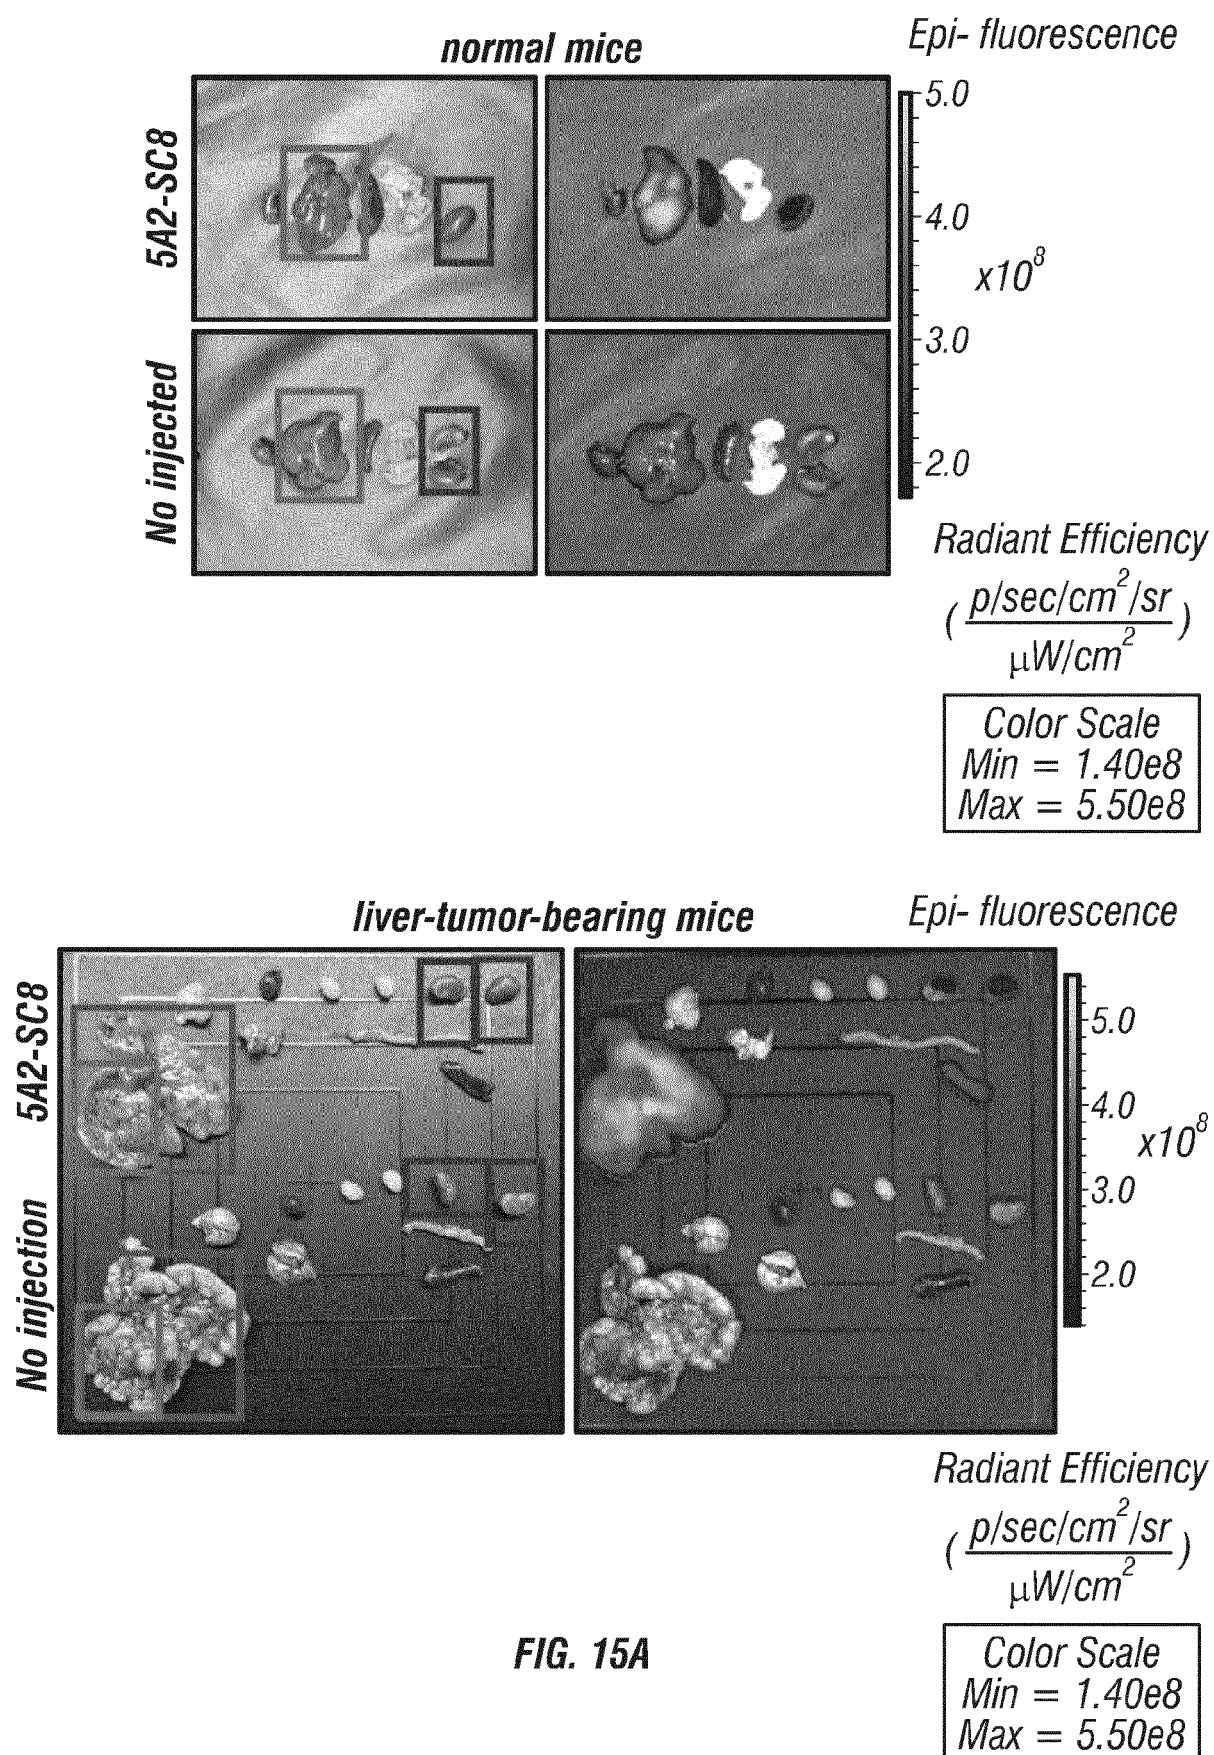 normal mice
Epi- fluorescence
5A2-SC8
No injected
5.0
4.0
x10^8
3.0
2.0
Radiant Efficiency
( p/sec/cm^2/sr )
μW/cm^2
Color Scale
Min = 1.40e8
Max = 5.50e8
liver-tumor-bearing mice
Epi- fluorescence
5A2-SC8
No injection
5.0
4.0
x10^8
3.0
2.0
Radiant Efficiency
( p/sec/cm^2/sr )
μW/cm^2
Color Scale
Min = 1.40e8
Max = 5.50e8
FIG. 15A